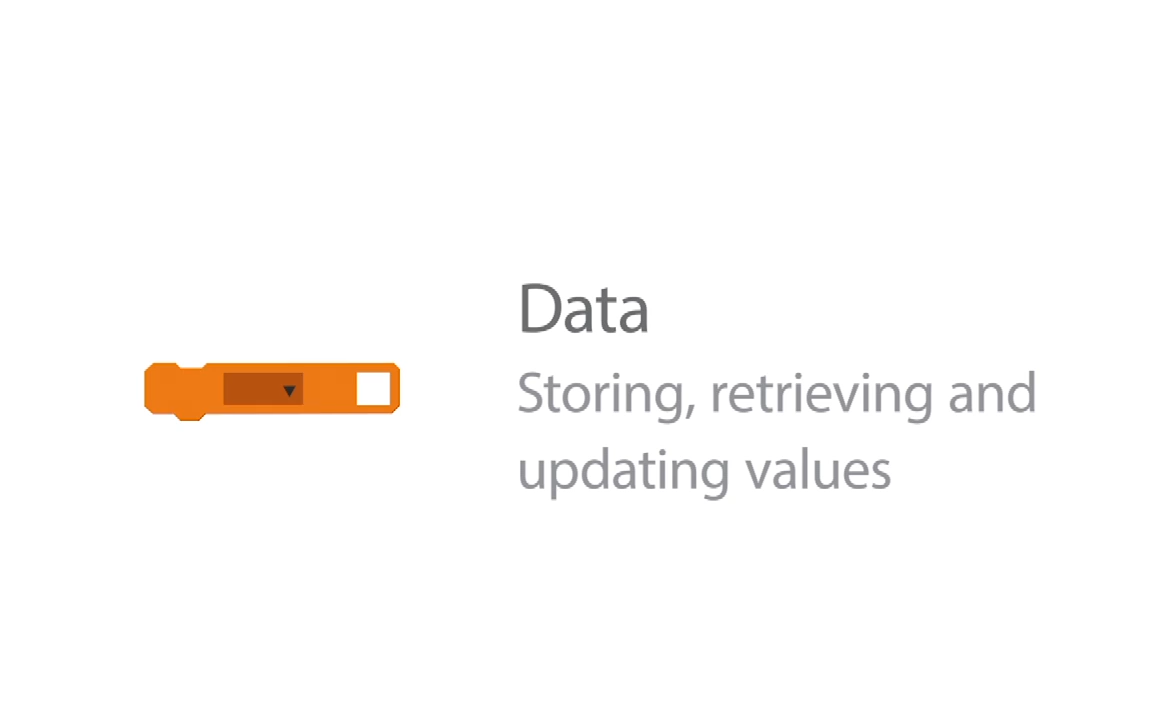 Data
Storing, retrieving and
updating values